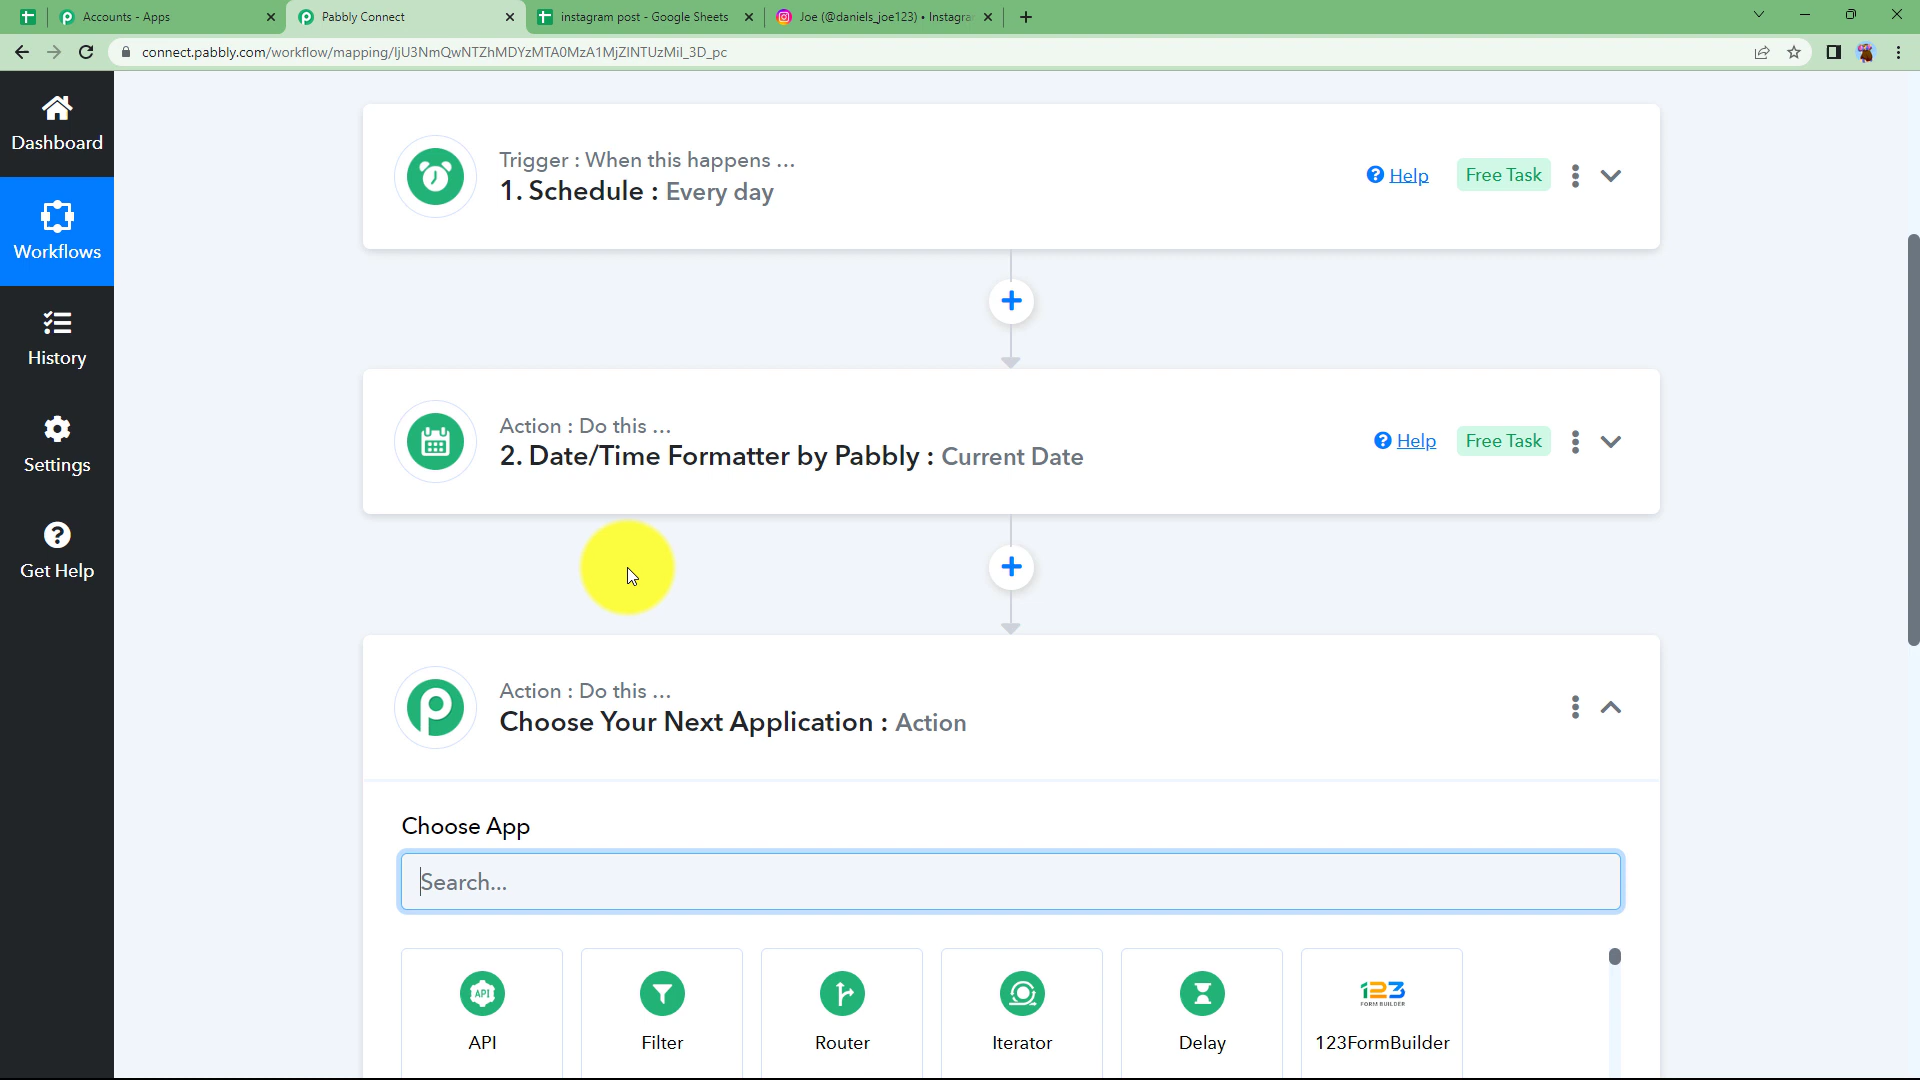 Accounts - Apps
Pabbly Connect
instagram post - Google Sheets
Joe (@daniels_joe123) • Instagra
connect.pabbly.com/workflow/mapping/
Dashboard
Workflows
History
Settings
Get Help
Trigger : When this happens ...
1. Schedule : Every day
Help
Free Task
Action : Do this ...
2. Date/Time Formatter by Pabbly : Current Date
Help
Free Task
Action : Do this ...
Choose Your Next Application : Action
Choose App
Search...
API
API
Filter
Router
Iterator
Delay
123
FORM BUILDER
123FormBuilder